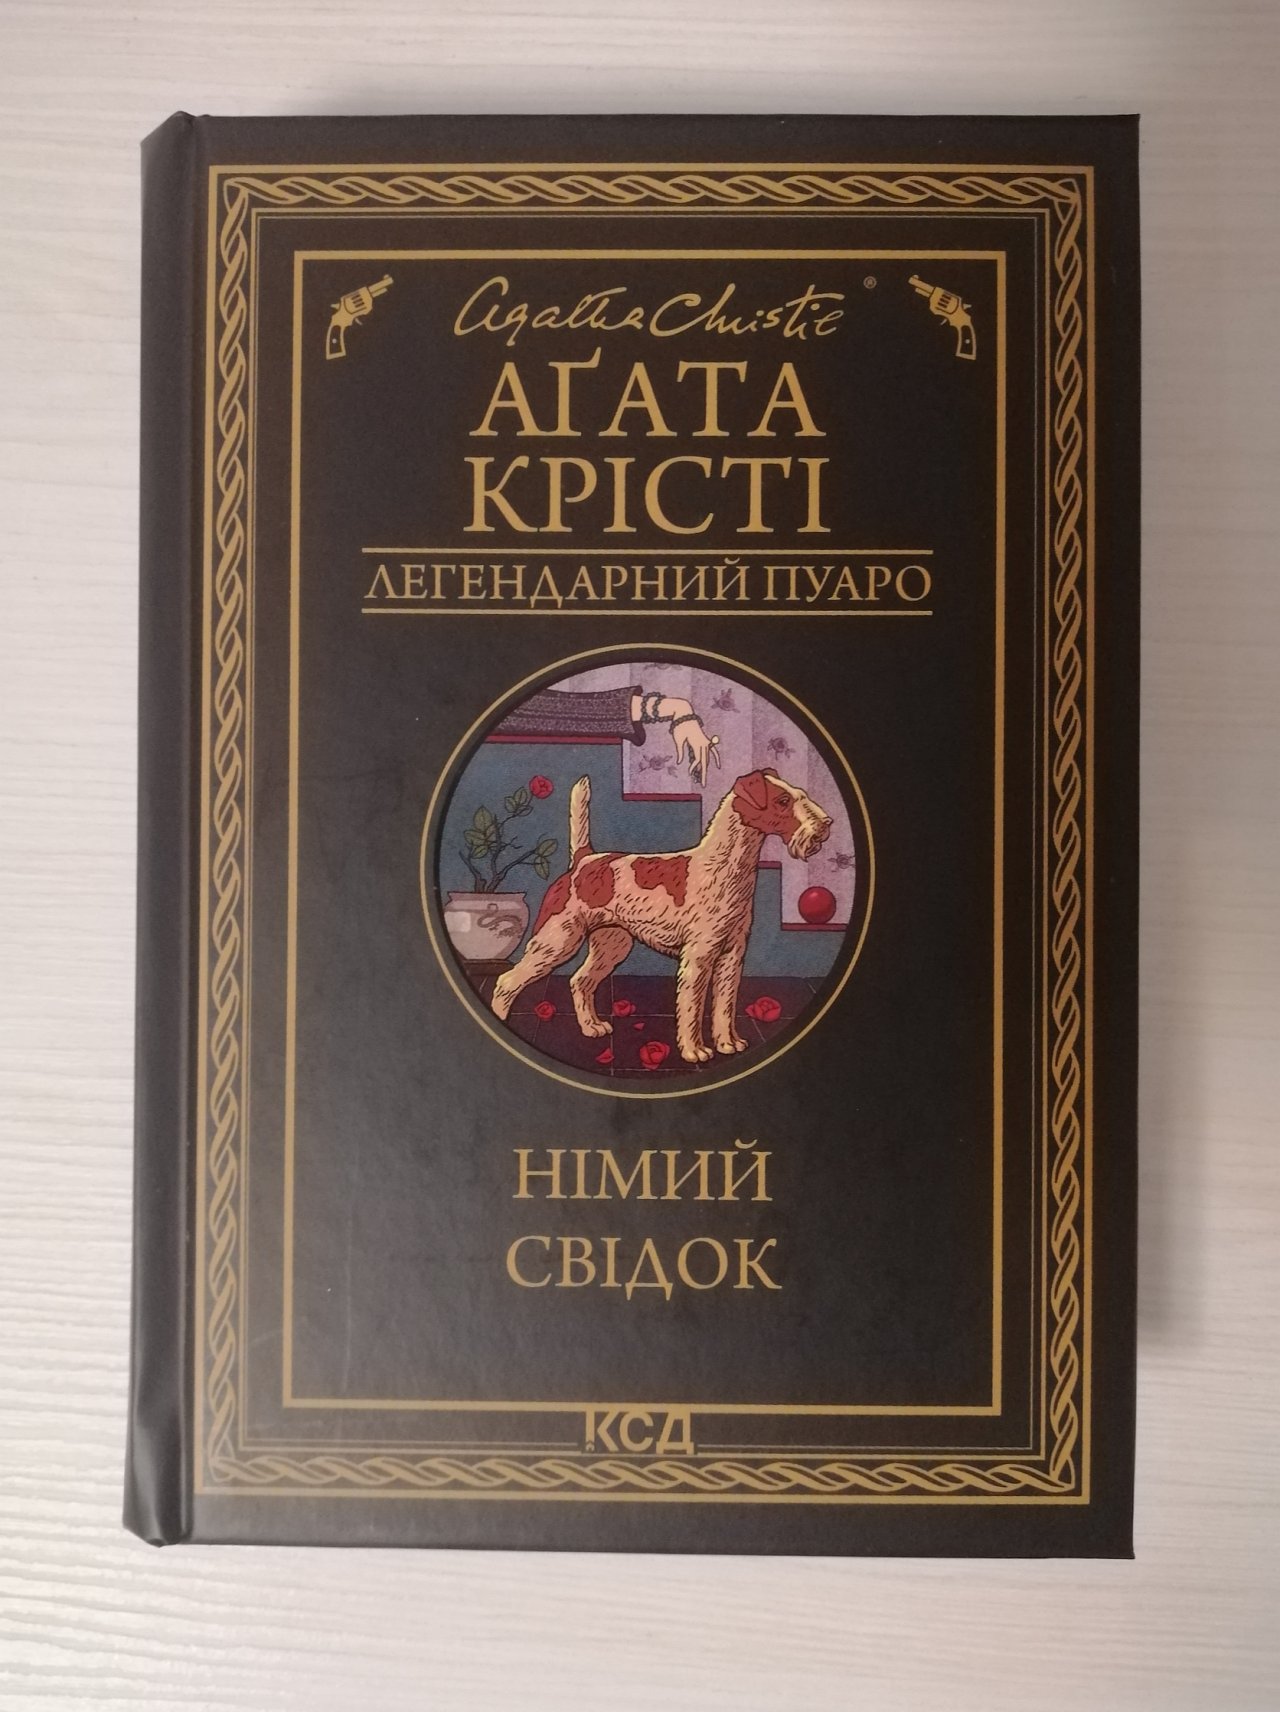 Agatha Christie ®
АҐАТА
КРІСТІ
ЛЕГЕНДАРНИЙ ПУАРО
НІМИЙ
СВІДОК
КСД